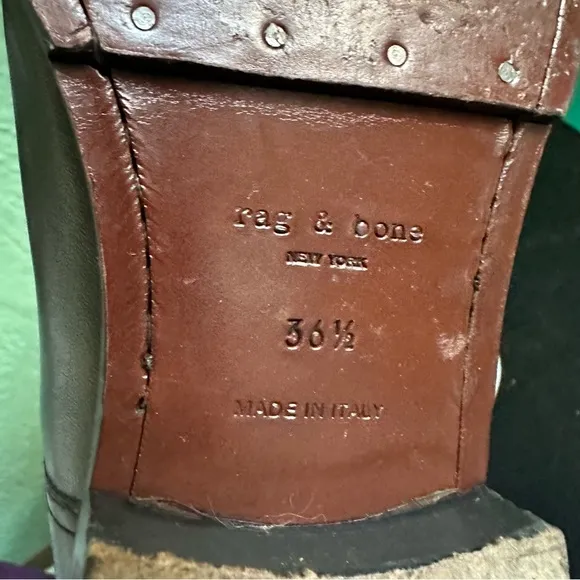 rag & bone
NEW YORK
36½
MADE IN ITALY